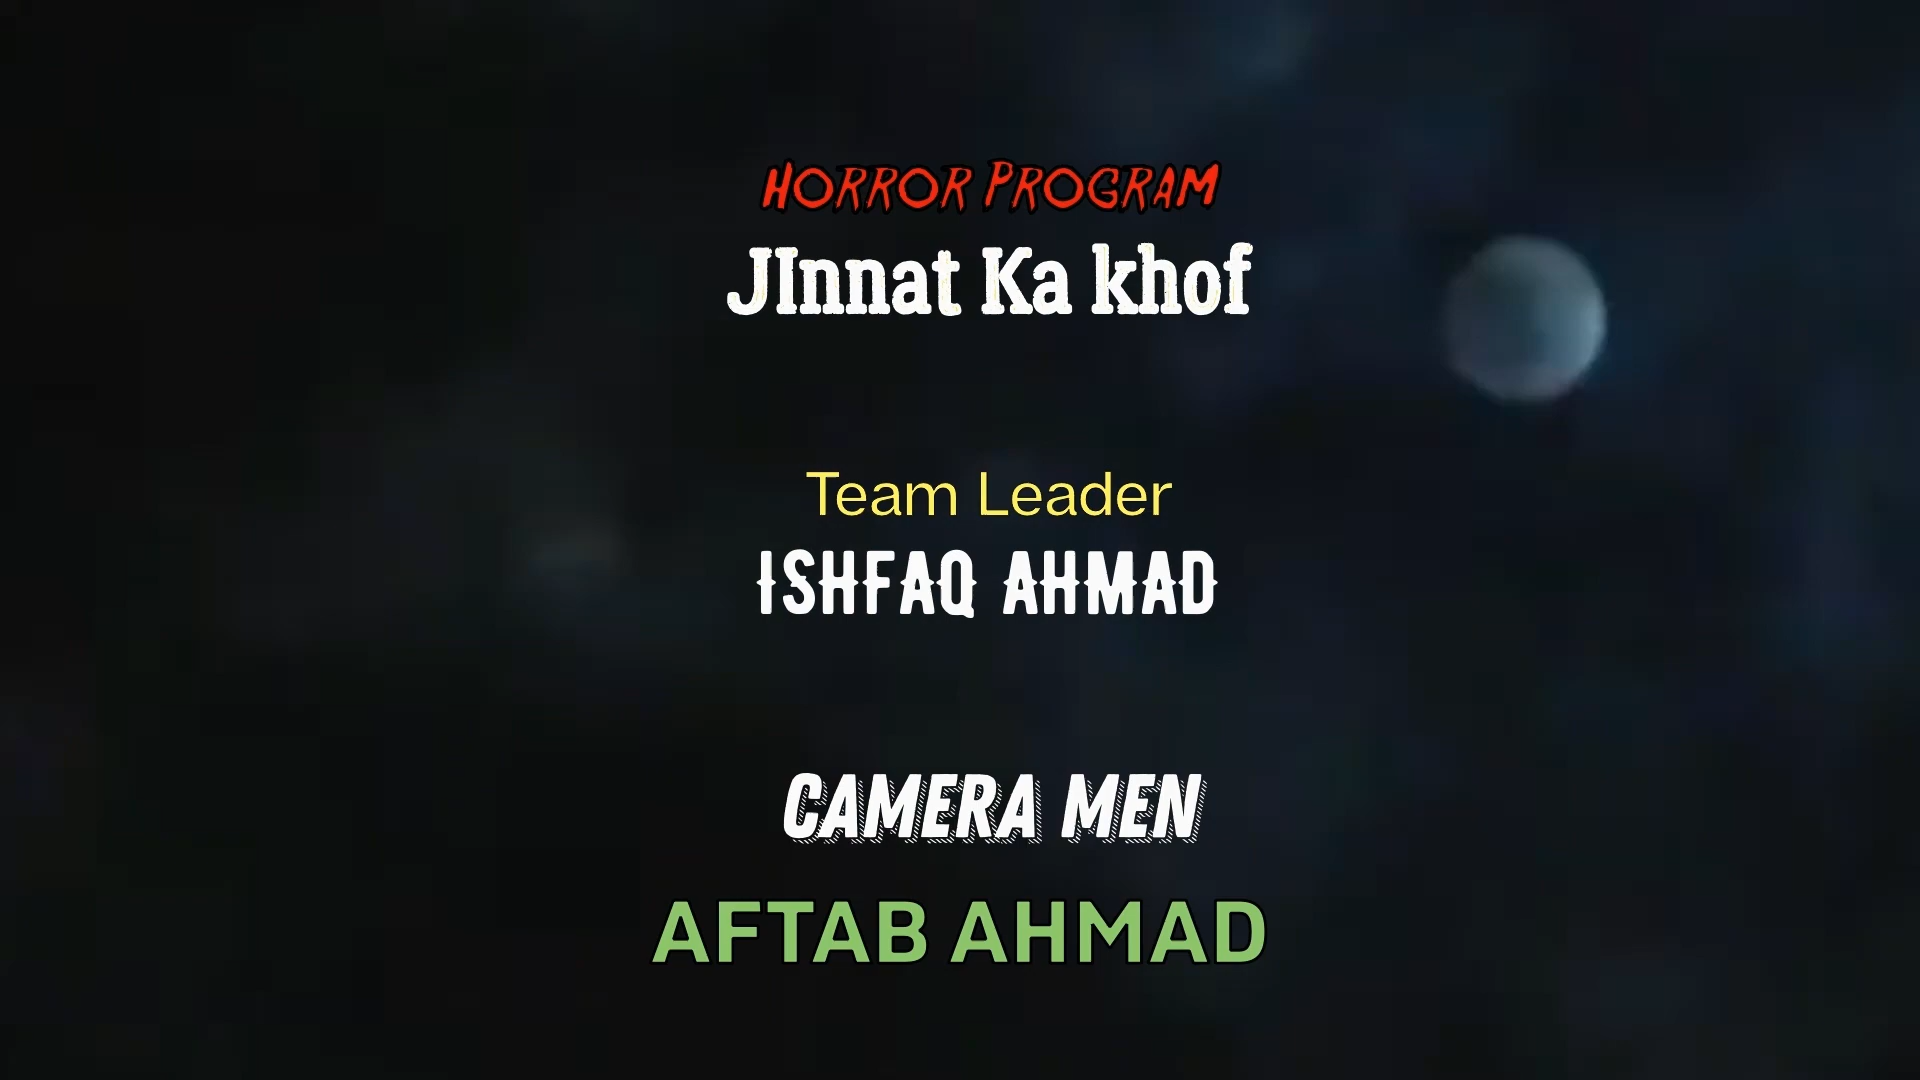 Horror Program
JInnat Ka khof
Team Leader
ISHFAQ AHMAD
CAMERA MEN
AFTAB AHMAD